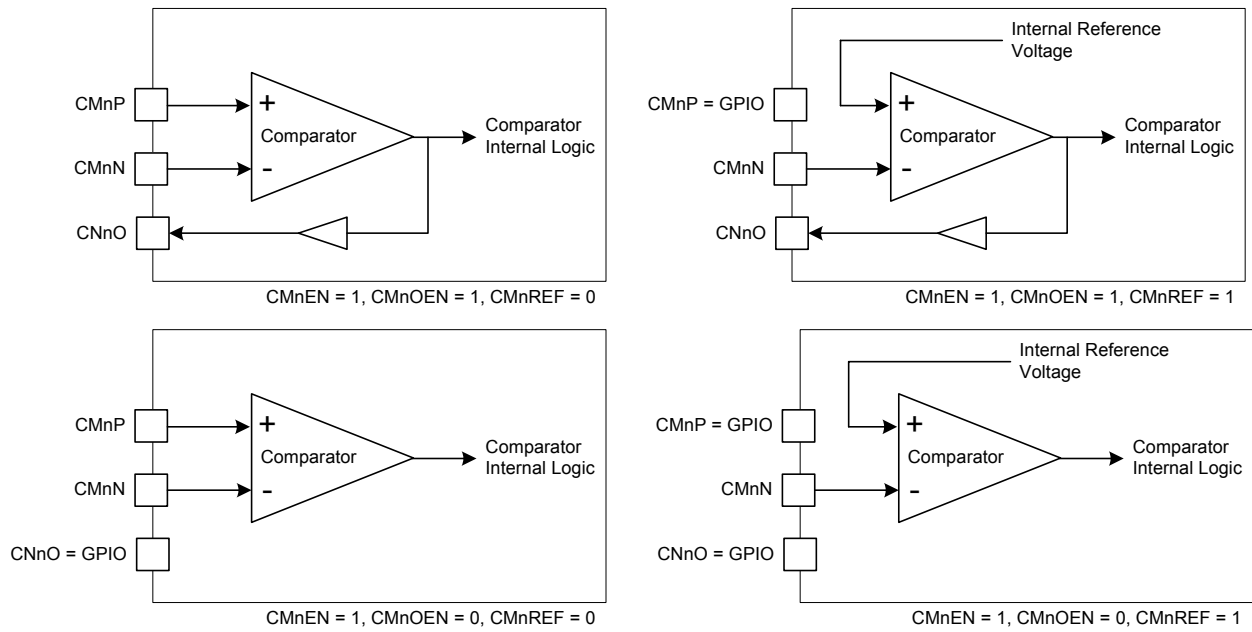 CMnP
CMnN
CNnO
+
-
Comparator
Comparator
Internal Logic
CMnEN = 1, CMnOEN = 1, CMnREF = 0
Internal Reference
Voltage
CMnP = GPIO
CMnN
CNnO
+
-
Comparator
Comparator
Internal Logic
CMnEN = 1, CMnOEN = 1, CMnREF = 1
CMnP
CMnN
CNnO = GPIO
+
-
Comparator
Comparator
Internal Logic
CMnEN = 1, CMnOEN = 0, CMnREF = 0
Internal Reference
Voltage
CMnP = GPIO
CMnN
CNnO = GPIO
+
-
Comparator
Comparator
Internal Logic
CMnEN = 1, CMnOEN = 0, CMnREF = 1